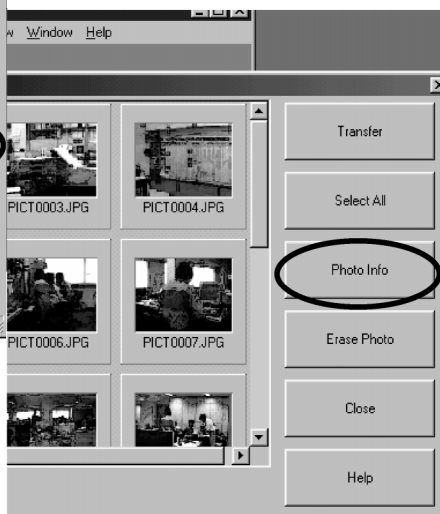 Window Help
Transfer
PICT0003.JPG PICT0004.JPG
Select All
Photo Info
PICT0006.JPG PICT0007.JPG
Erase Photo
Close
Help